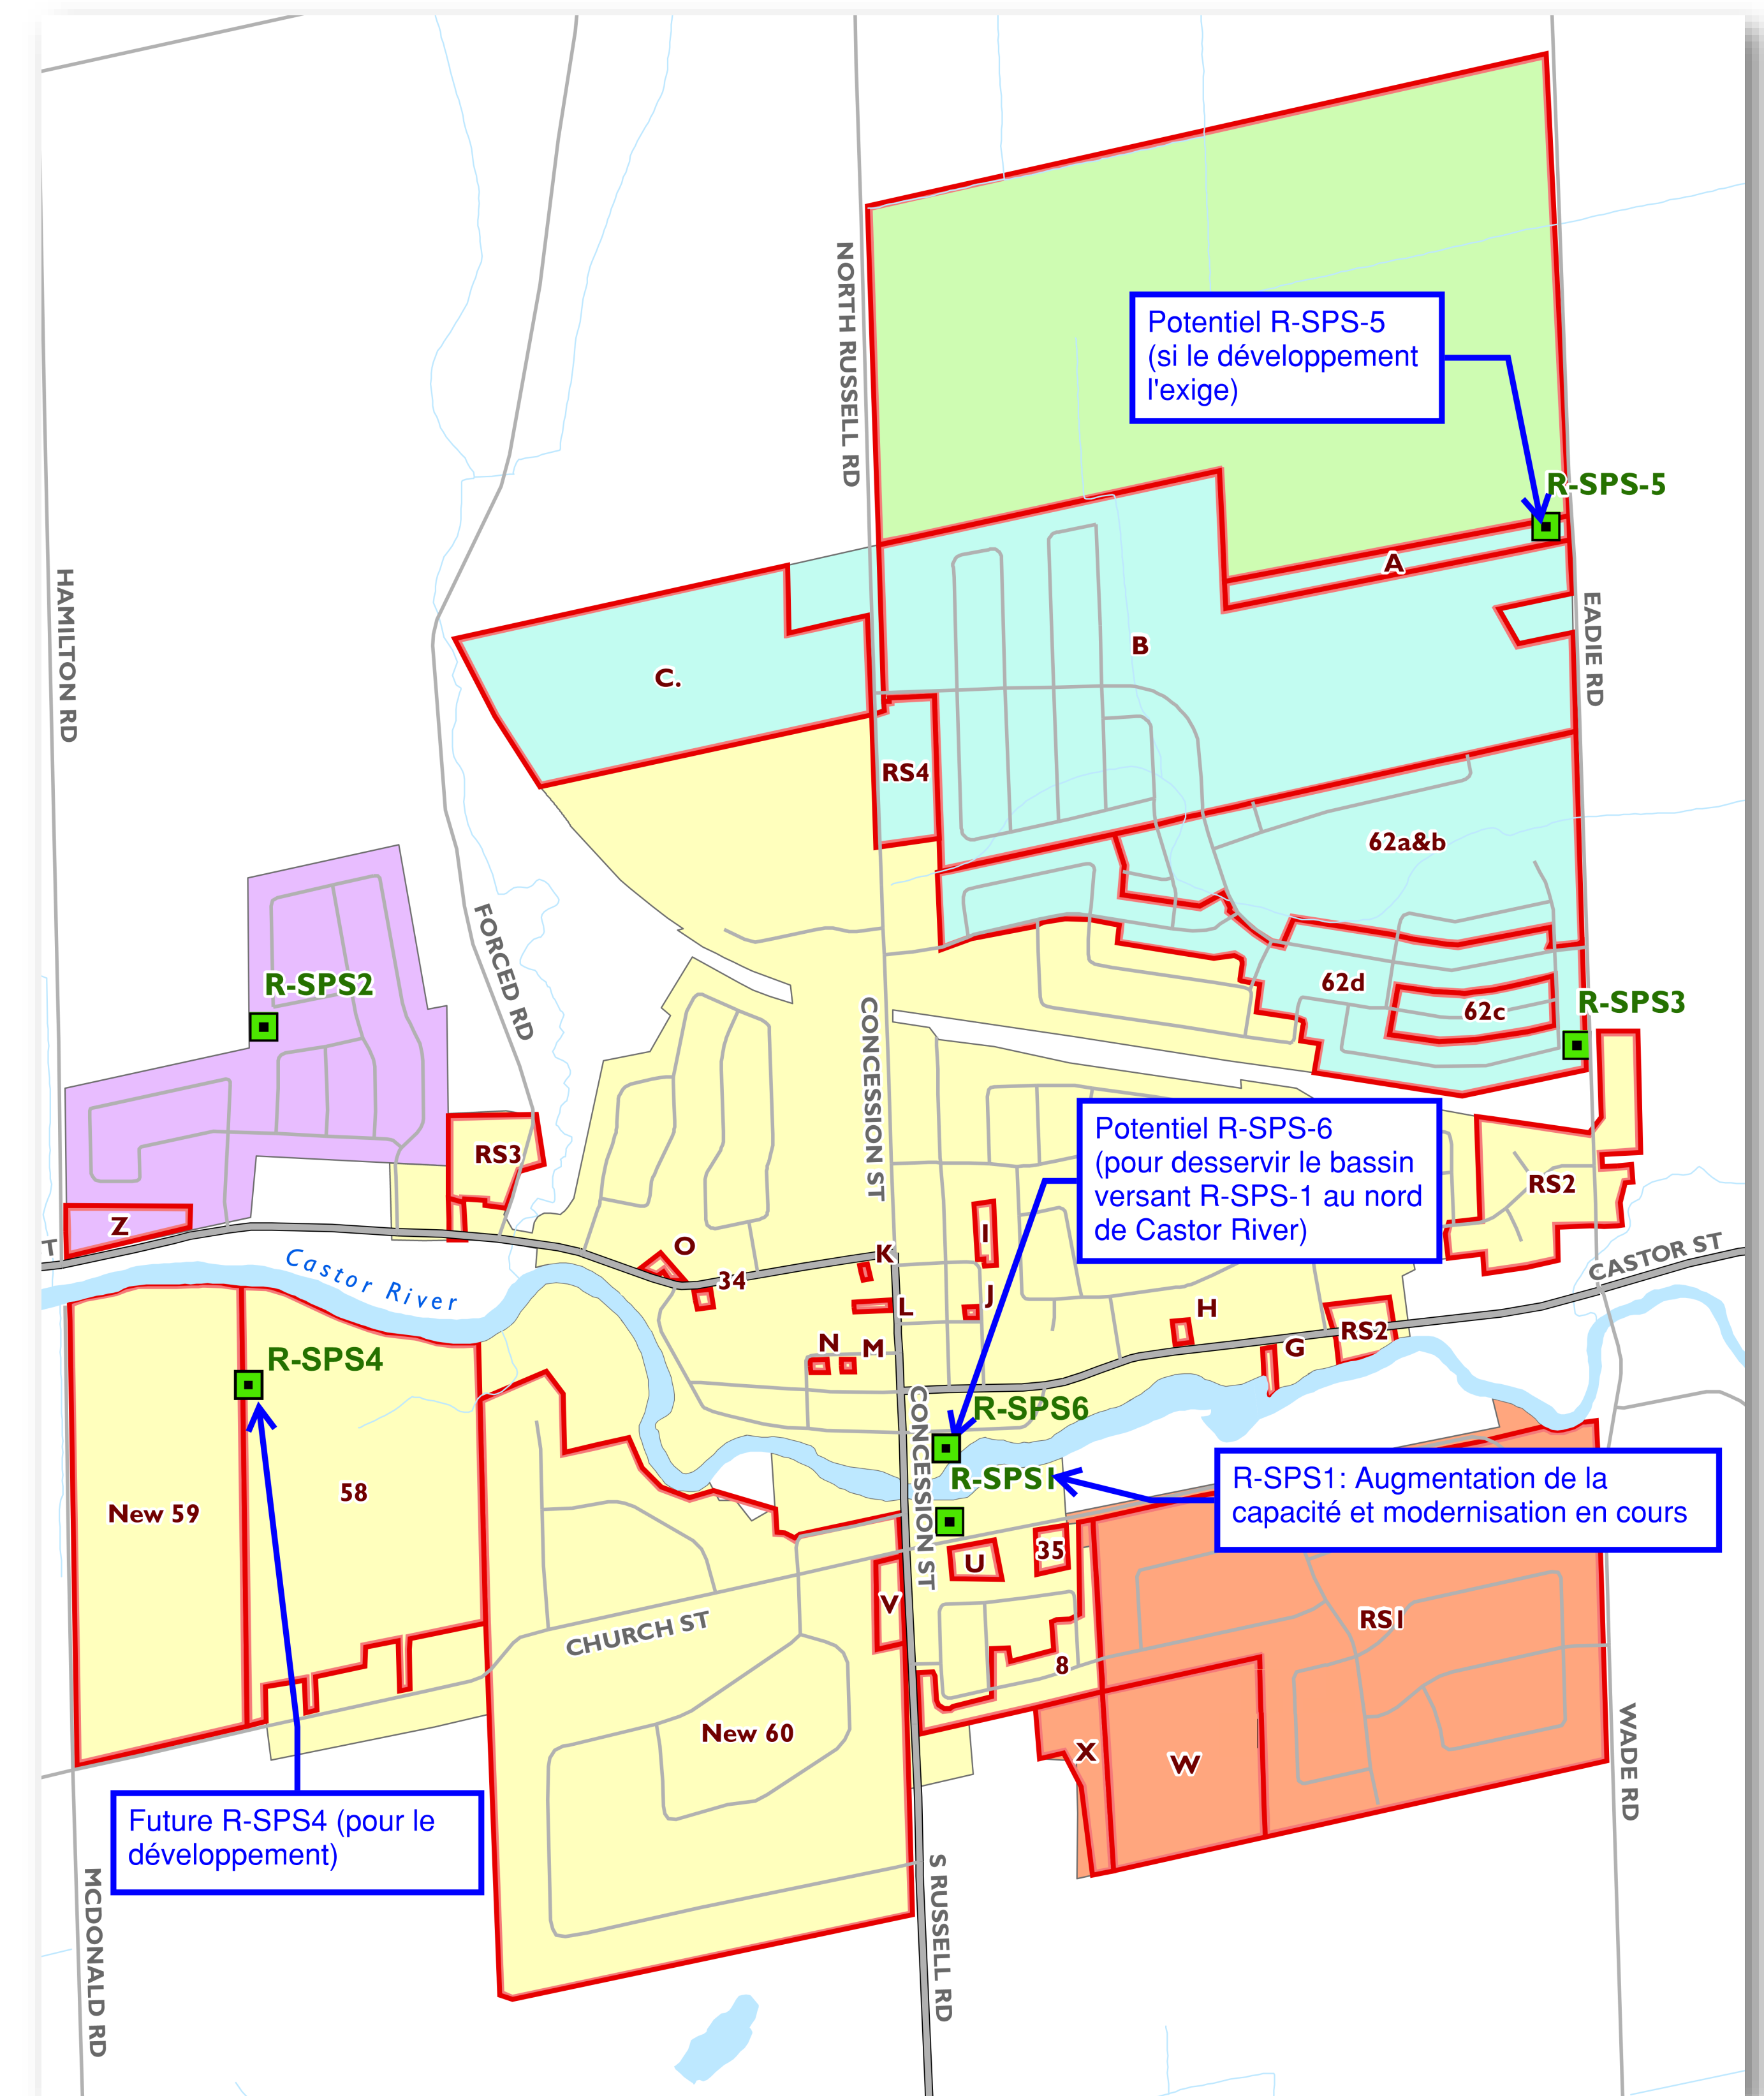 NORTH RUSSELL RD
Potentiel R-SPS-5
(si le développement
l'exige)
R-SPS-5
A
HAMILTON RD
EADIE RD
B
C.
RS4
62a&b
FORCED RD
R-SPS2
62d
62c
R-SPS3
CONCESSION ST
Potentiel R-SPS-6
(pour desservir le bassin
versant R-SPS-1 au nord
de Castor River)
RS3
RS2
Z
T
I
O
K
CASTOR ST
Castor River
34
J
L
H
N
M
G
RS2
R-SPS4
CONCESSION ST
R-SPS6
R-SPS1
R-SPS1: Augmentation de la
capacité et modernisation en cours
58
New 59
35
U
V
RS1
CHURCH ST
8
New 60
X
W
WADE RD
Future R-SPS4 (pour le
développement)
MCDONALD RD
S RUSSELL RD